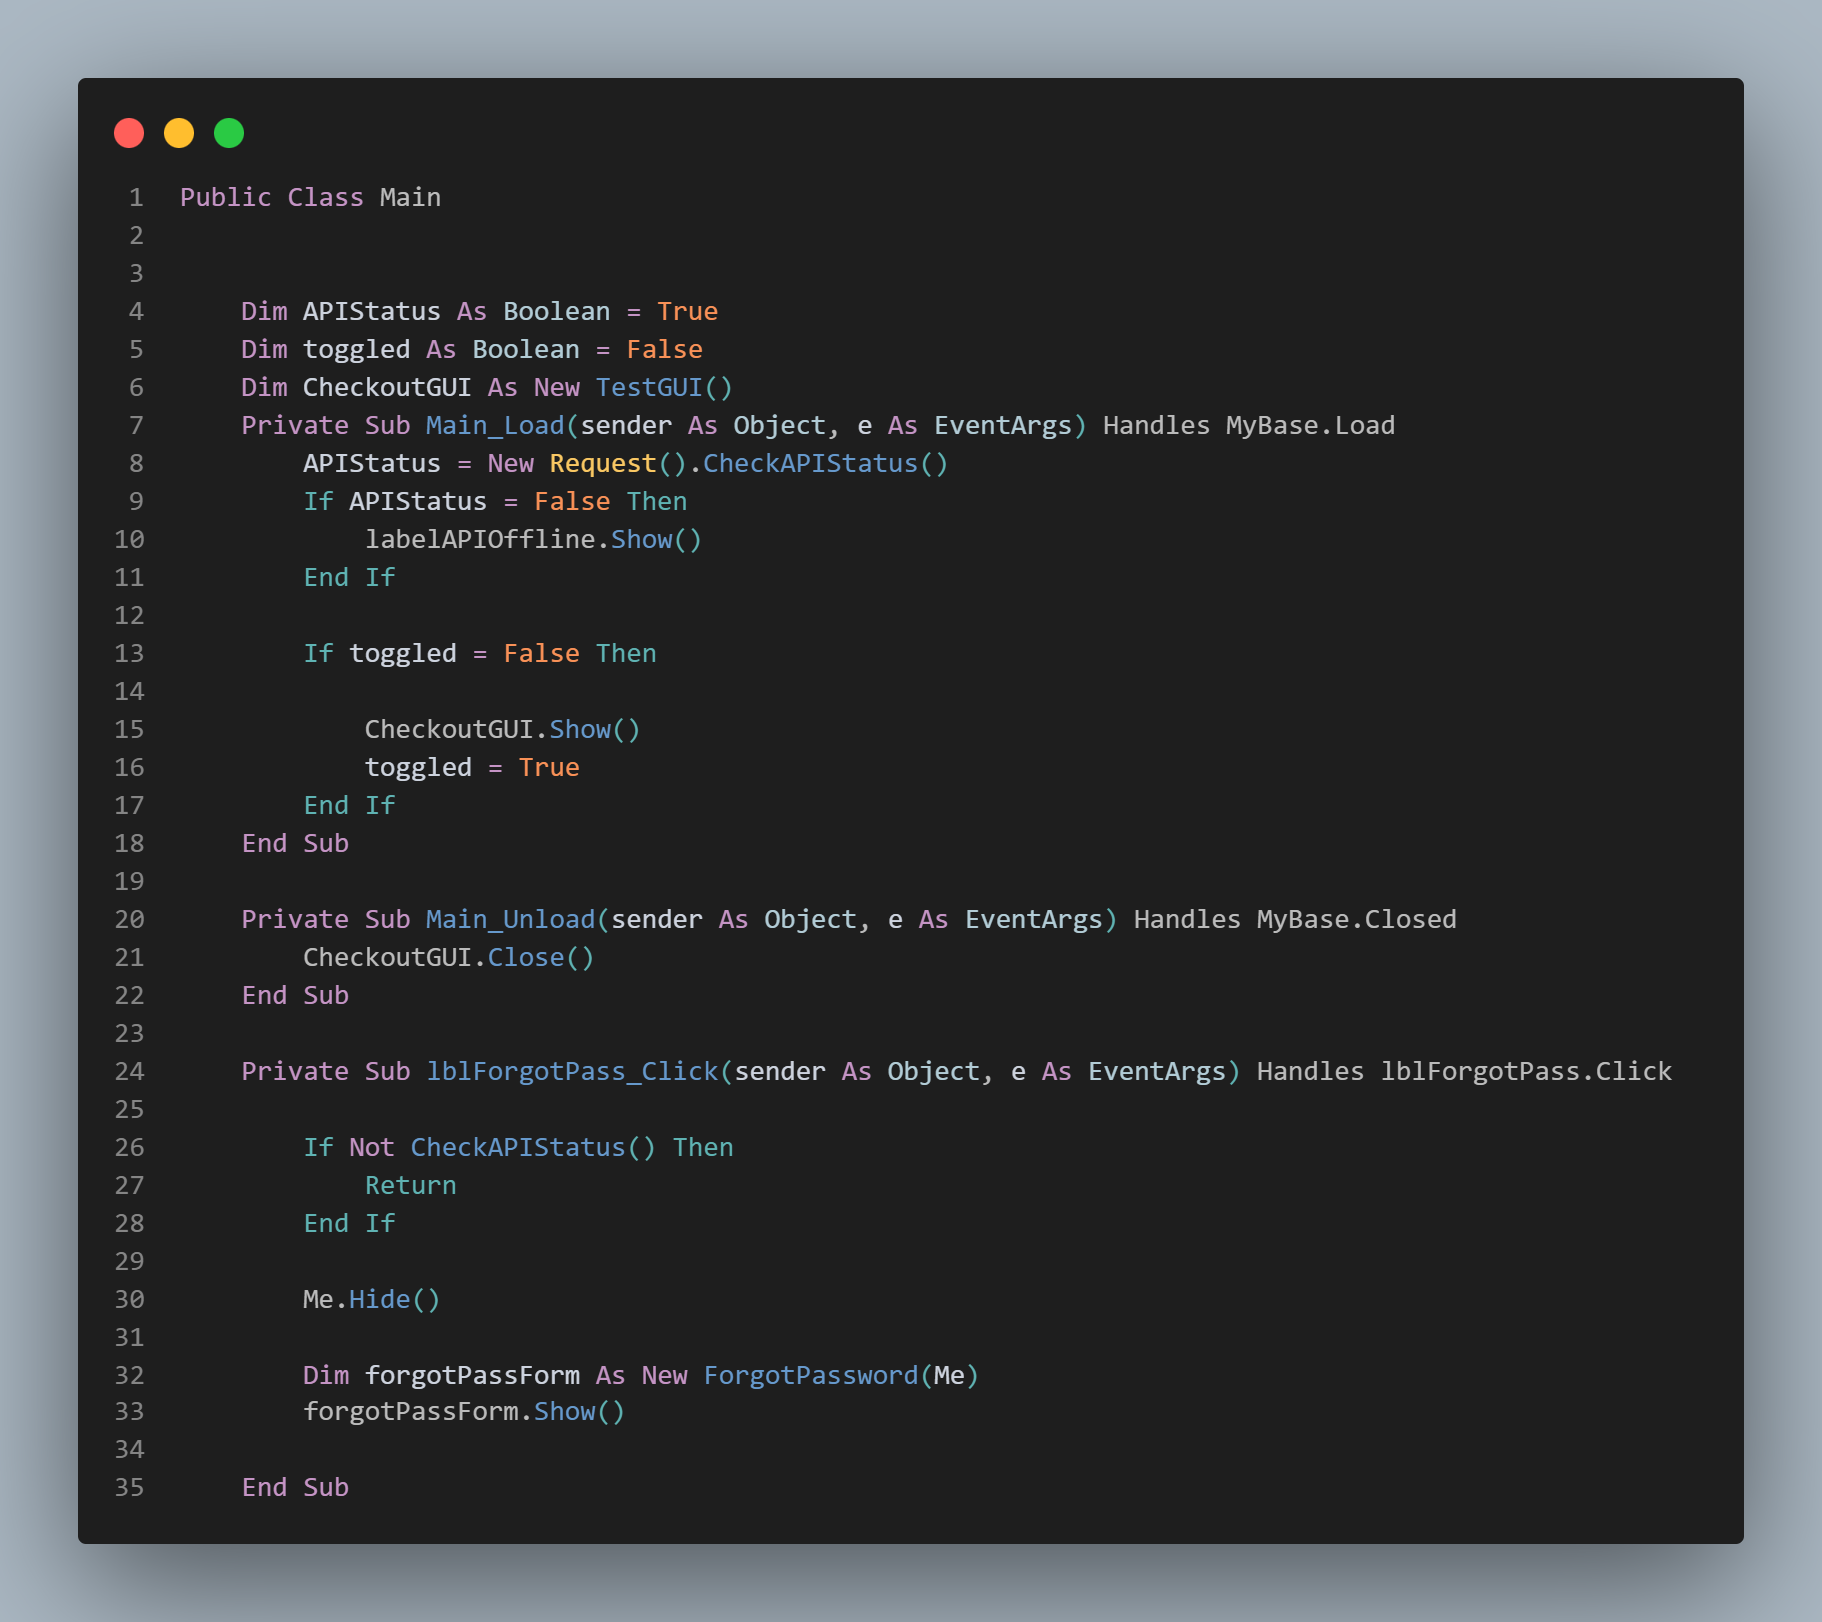 1 Public Class Main
2
3
4     Dim APIStatus As Boolean = True
5     Dim toggled As Boolean = False
6     Dim CheckoutGUI As New TestGUI()
7     Private Sub Main_Load(sender As Object, e As EventArgs) Handles MyBase.Load
8         APIStatus = New Request().CheckAPIStatus()
9         If APIStatus = False Then
10             labelAPIOffline.Show()
11         End If
12
13         If toggled = False Then
14
15             CheckoutGUI.Show()
16             toggled = True
17         End If
18     End Sub
19
20     Private Sub Main_Unload(sender As Object, e As EventArgs) Handles MyBase.Closed
21         CheckoutGUI.Close()
22     End Sub
23
24     Private Sub lblForgotPass_Click(sender As Object, e As EventArgs) Handles lblForgotPass.Click
25
26         If Not CheckAPIStatus() Then
27             Return
28         End If
29
30         Me.Hide()
31
32         Dim forgotPassForm As New ForgotPassword(Me)
33         forgotPassForm.Show()
34
35     End Sub